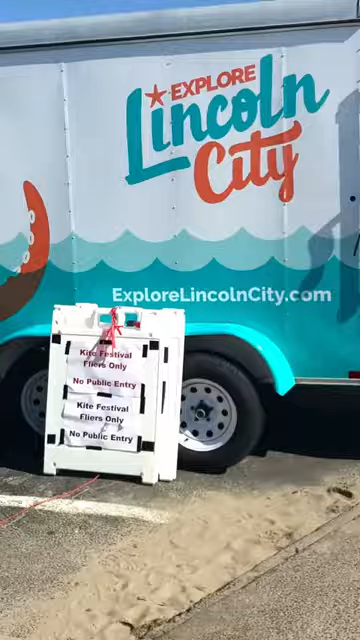 EXPLORE
Lincoln
City
ExploreLincolnCity.com
Kite Festival
Fliers Only
No Public Entry
Kite Festival
Fliers Only
No Public Entry